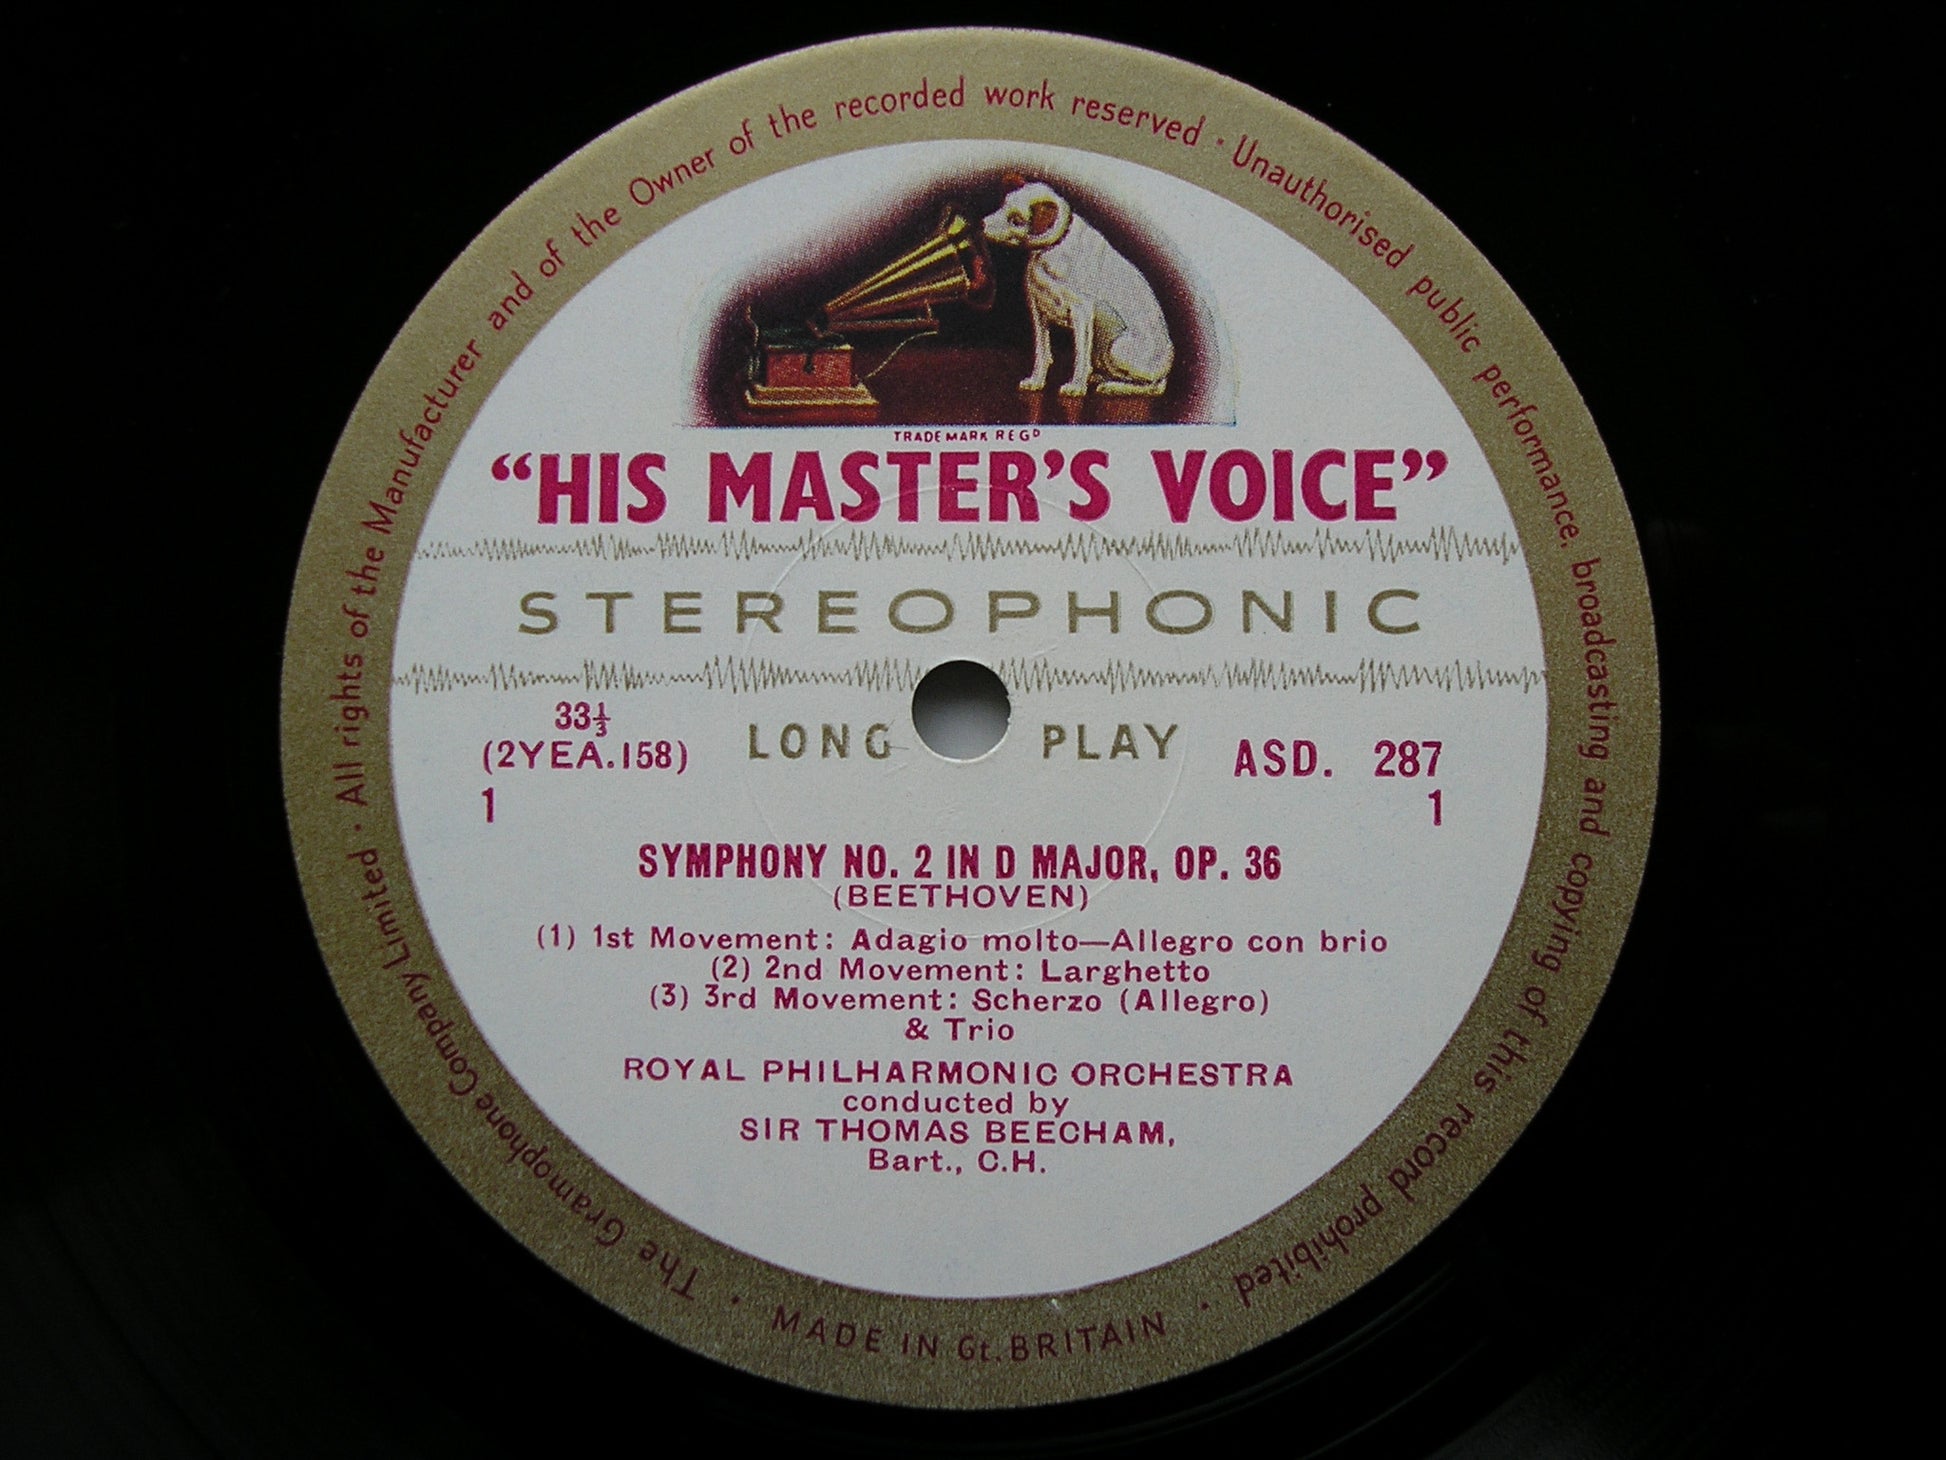 The Gramophone Company Limited · All rights of the Manufacturer and of the Owner of the recorded work reserved · Unauthorised public performance, broadcasting and copying of this record prohibited ·
TRADE MARK REGD
“HIS MASTER’S VOICE”
STEREOPHONIC
33⅓
(2YEA.158)
LONG PLAY
ASD. 287
1
1
SYMPHONY NO. 2 IN D MAJOR, OP. 36
(BEETHOVEN)
(1) 1st Movement: Adagio molto—Allegro con brio
(2) 2nd Movement: Larghetto
(3) 3rd Movement: Scherzo (Allegro)
& Trio
ROYAL PHILHARMONIC ORCHESTRA
conducted by
SIR THOMAS BEECHAM,
Bart., C.H.
MADE IN Gt. BRITAIN ·